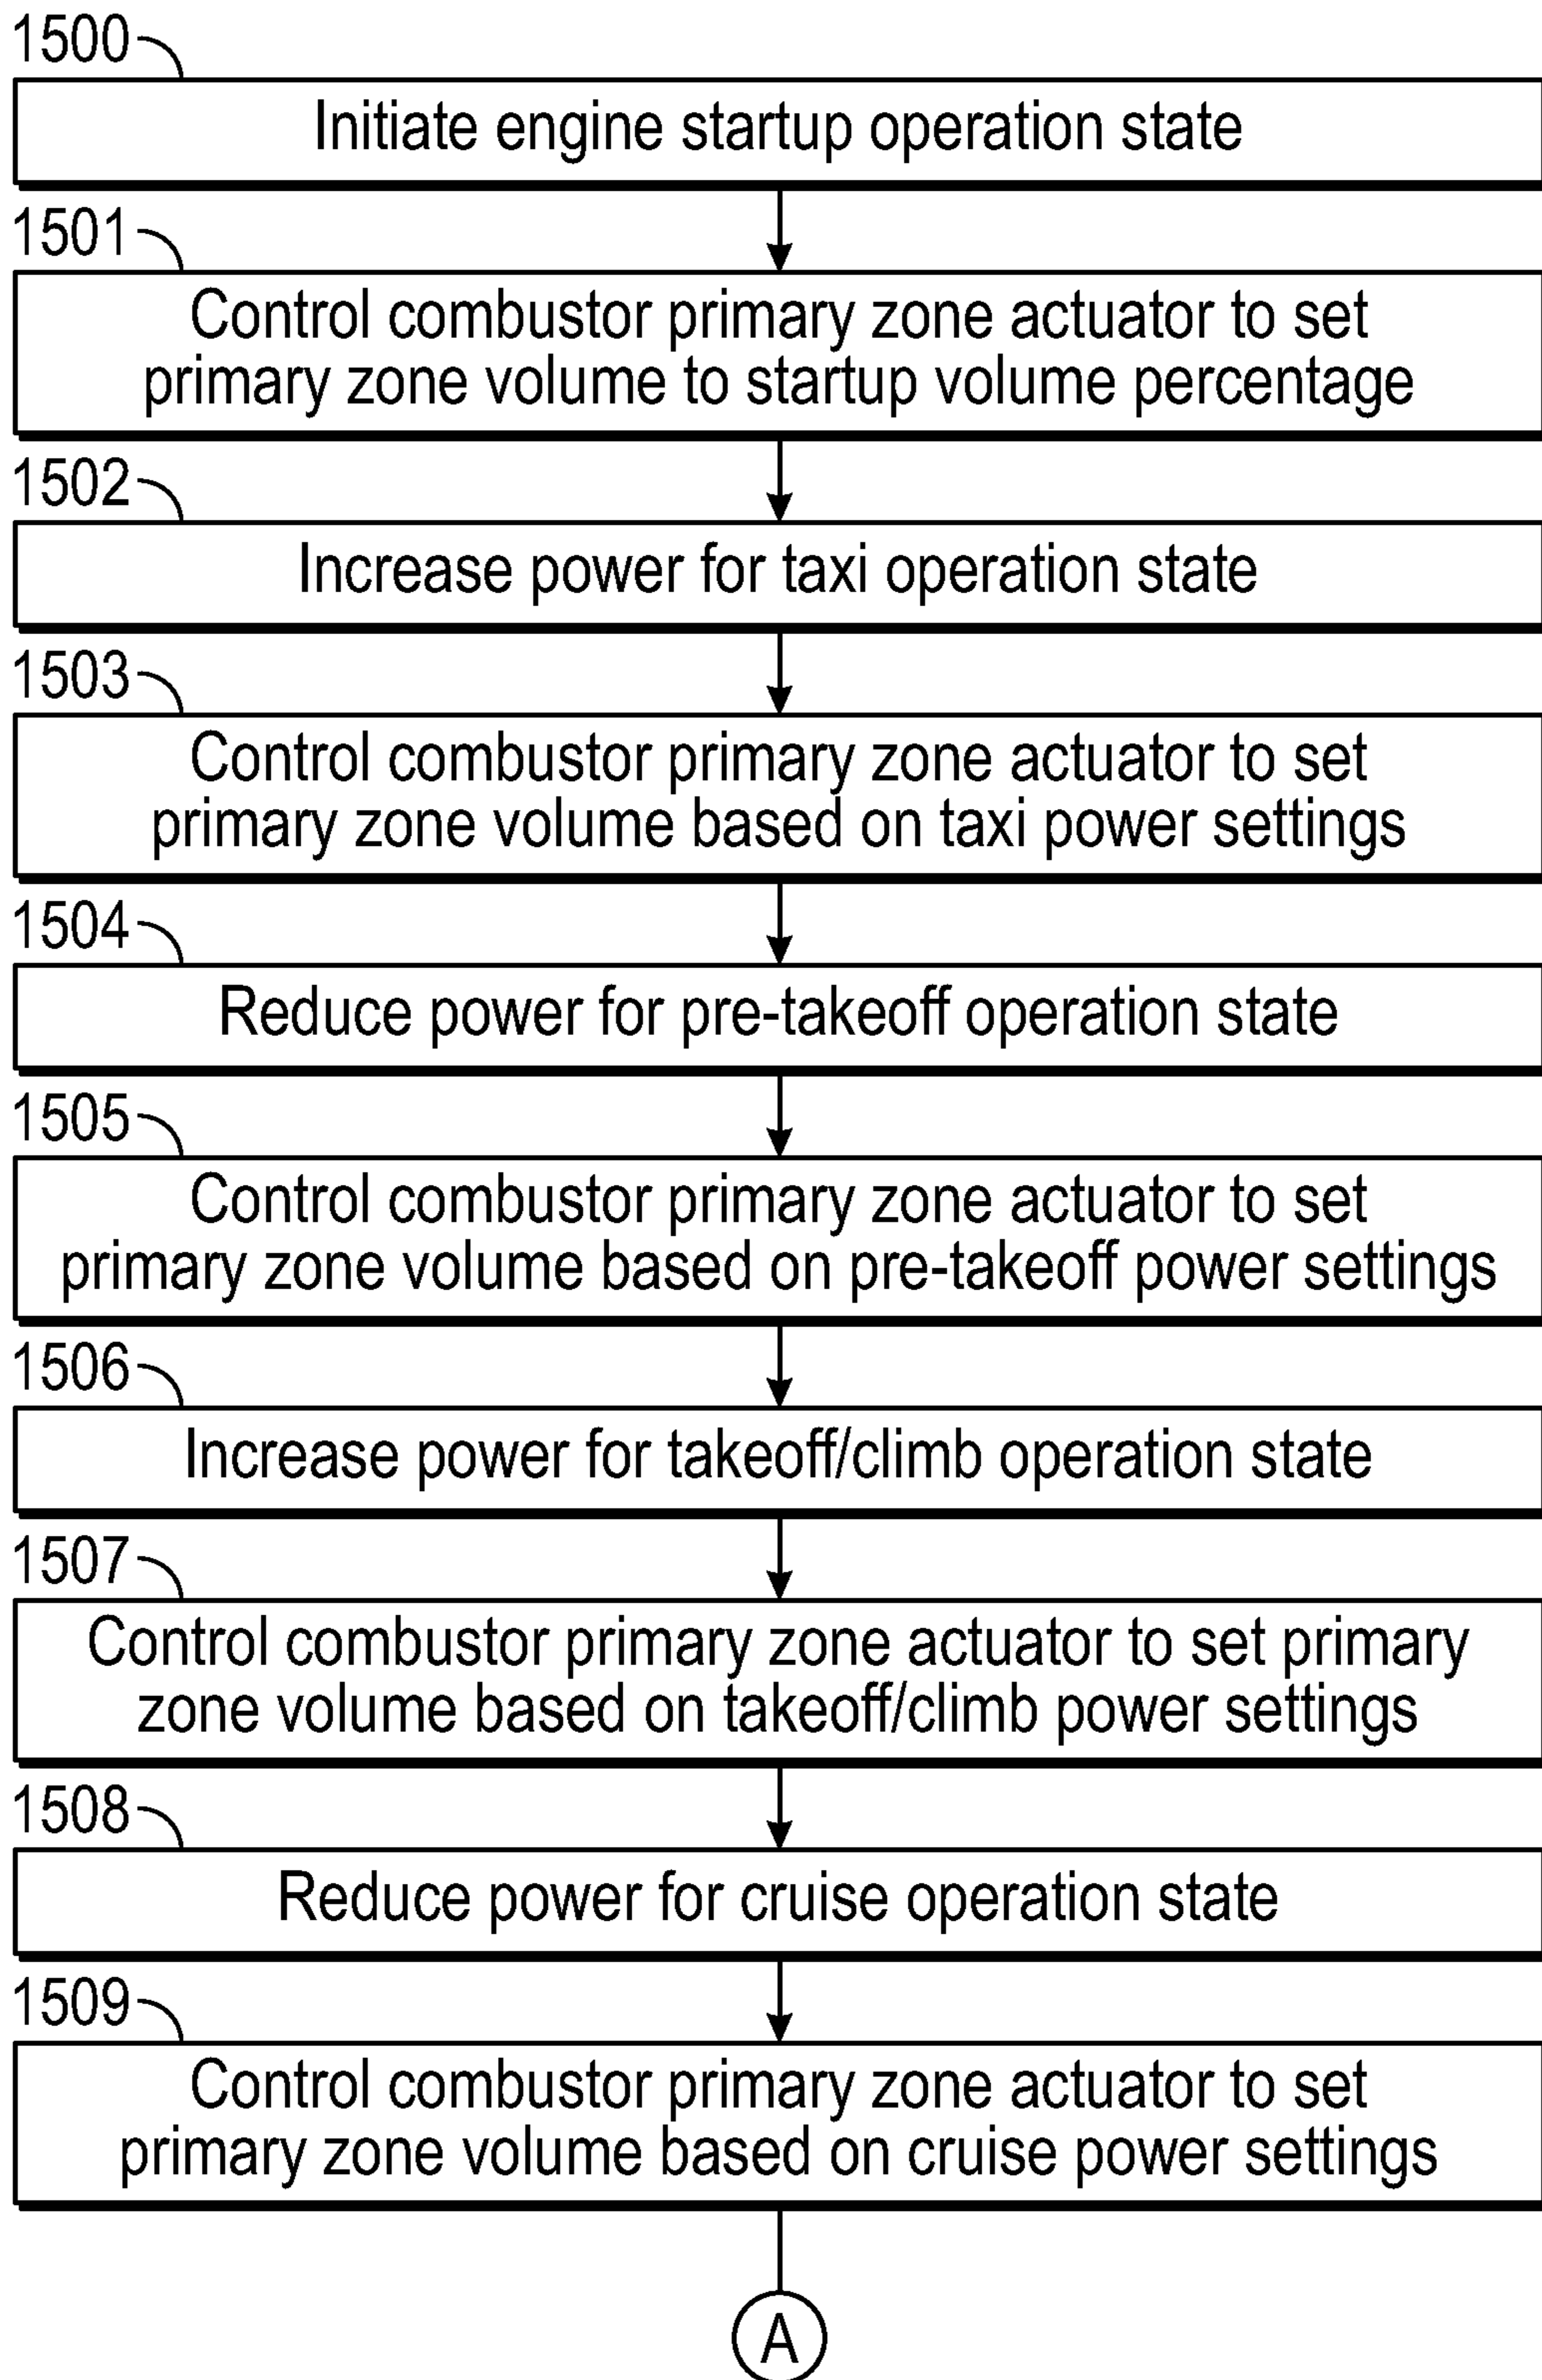 1500
Initiate engine startup operation state
1501
Control combustor primary zone actuator to set
primary zone volume to startup volume percentage
1502
Increase power for taxi operation state
1503
Control combustor primary zone actuator to set
primary zone volume based on taxi power settings
1504
Reduce power for pre-takeoff operation state
1505
Control combustor primary zone actuator to set
primary zone volume based on pre-takeoff power settings
1506
Increase power for takeoff/climb operation state
1507
Control combustor primary zone actuator to set primary
zone volume based on takeoff/climb power settings
1508
Reduce power for cruise operation state
1509
Control combustor primary zone actuator to set
primary zone volume based on cruise power settings
A